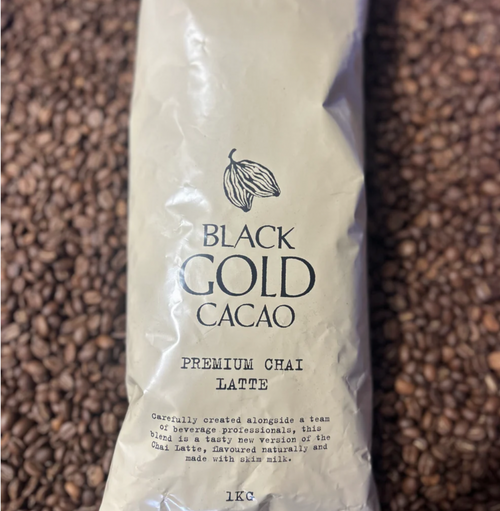 BLACK
GOLD
CACAO
PREMIUM CHAI
LATTE
Carefully created alongside a team
of beverage professionals, this
blend is a tasty new version of the
Chai Latte, flavoured naturally and
made with skim milk.
1KG